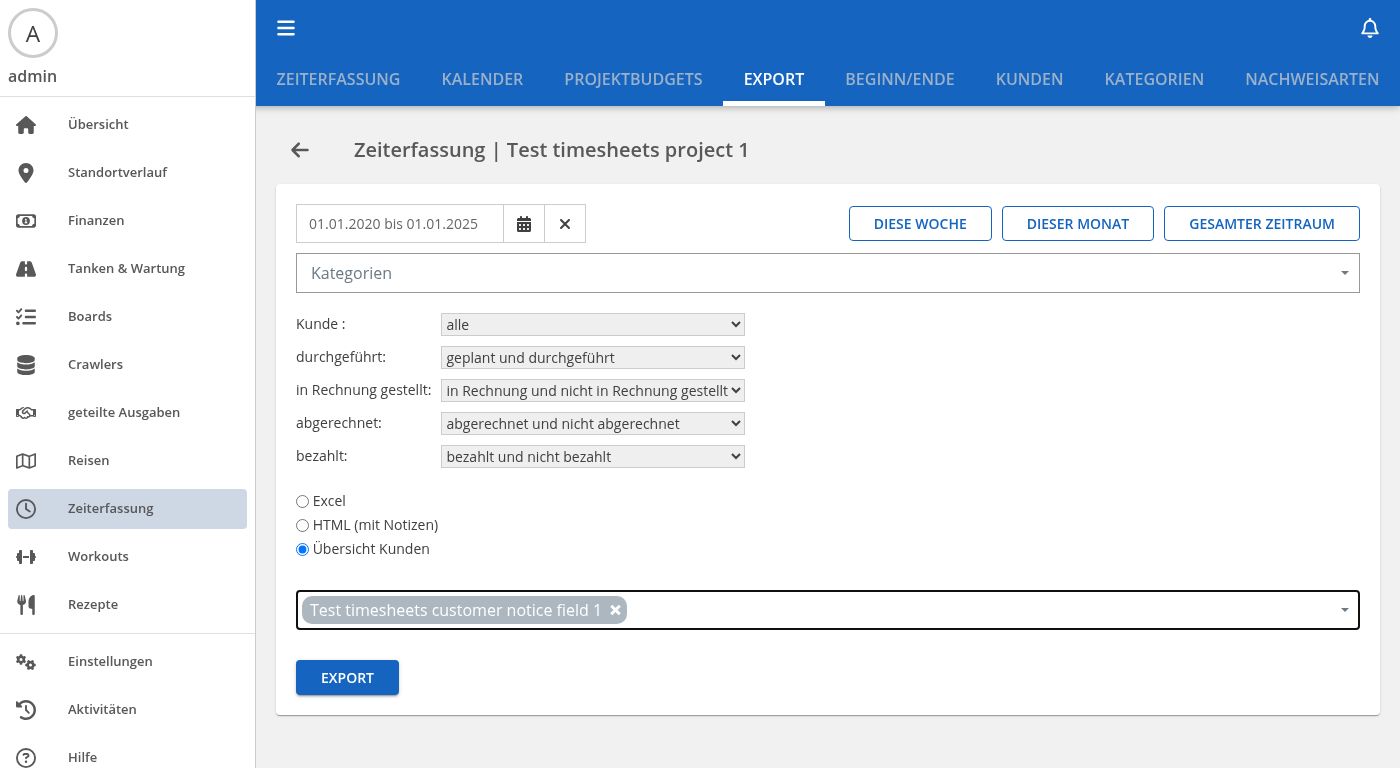 A
admin
Übersicht
Standortverlauf
Finanzen
Tanken & Wartung
Boards
Crawlers
geteilte Ausgaben
Reisen
Zeiterfassung
Workouts
Rezepte
Einstellungen
Aktivitäten
Hilfe
ZEITERFASSUNG KALENDER PROJEKTBUDGETS EXPORT BEGINN/ENDE KUNDEN KATEGORIEN NACHWEISARTEN
Zeiterfassung | Test timesheets project 1
01.01.2020 bis 01.01.2025 DIESE WOCHE DIESER MONAT GESAMTER ZEITRAUM
Kategorien
Kunde : alle
durchgeführt: geplant und durchgeführt
in Rechnung gestellt: in Rechnung und nicht in Rechnung gestellt
abgerechnet: abgerechnet und nicht abgerechnet
bezahlt: bezahlt und nicht bezahlt
Excel
HTML (mit Notizen)
Übersicht Kunden
Test timesheets customer notice field 1
EXPORT